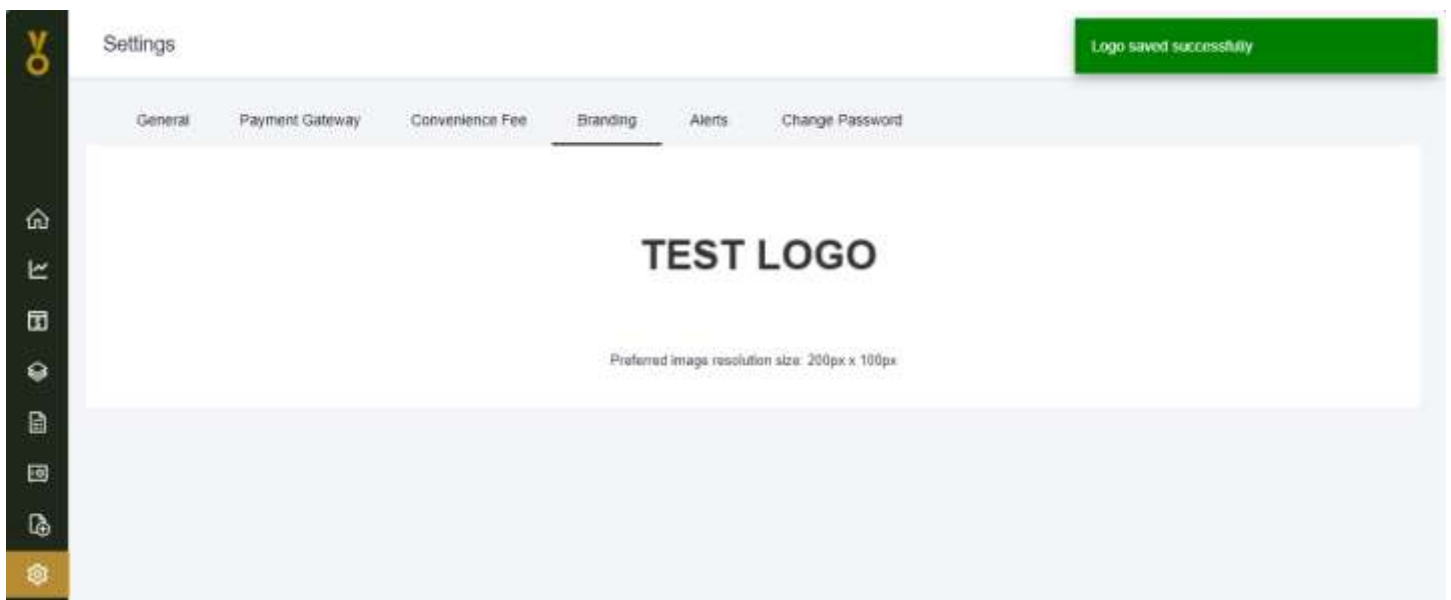 Settings
Logo saved successfully
General Payment Gateway Convenience Fee Branding Alerts Change Password
TEST LOGO
Preferred image resolution size: 200px x 100px